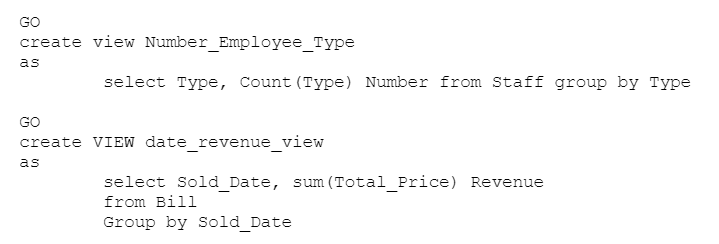 GO
create view Number_Employee_Type
as
select Type, Count(Type) Number from Staff group by Type
GO
create VIEW date_revenue_view
as
select Sold_Date, sum(Total_Price) Revenue
from Bill
Group by Sold_Date